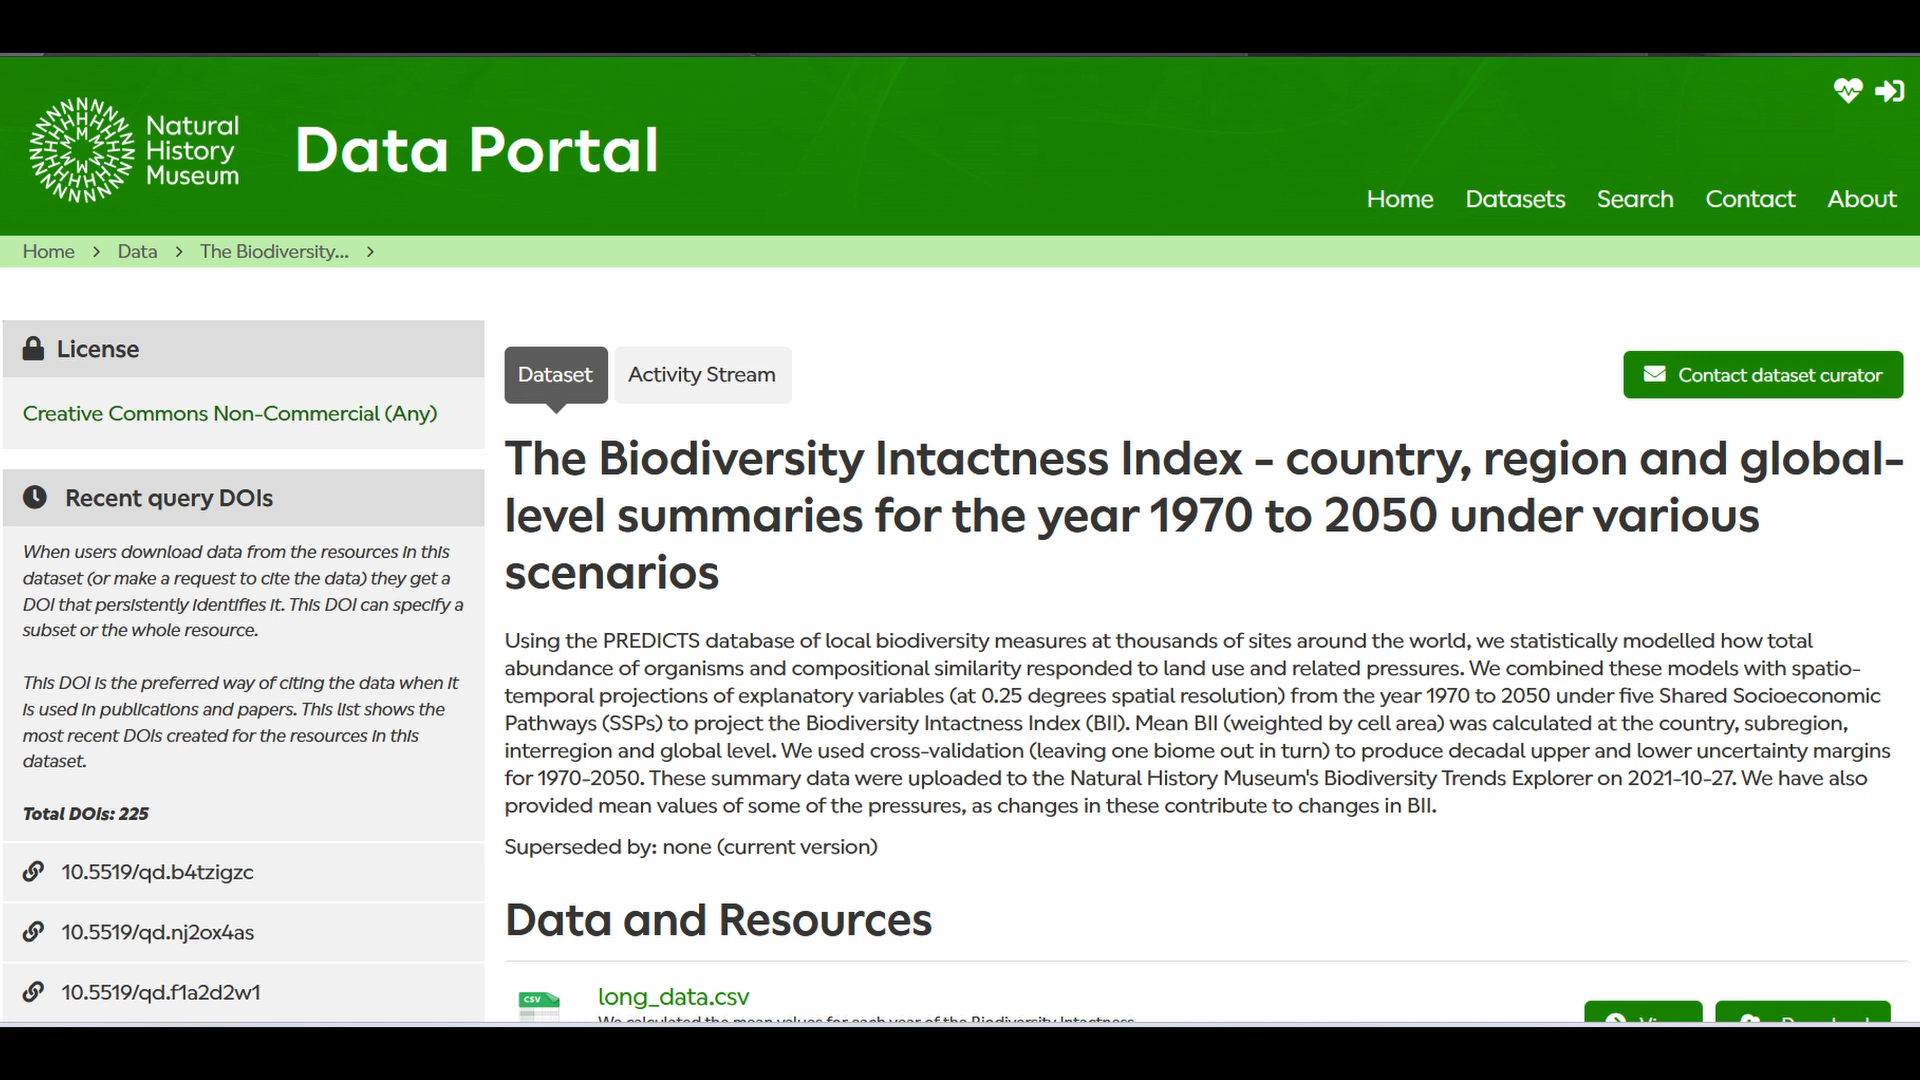 Natural
History
Museum
Data Portal
Home Datasets Search Contact About
Home > Data > The Biodiversity... >
License
Creative Commons Non-Commercial (Any)
Recent query DOIs
When users download data from the resources in this
dataset (or make a request to cite the data) they get a
DOI that persistently identifies it. This DOI can specify a
subset or the whole resource.
This DOI is the preferred way of citing the data when it
is used in publications and papers. This list shows the
most recent DOIs created for the resources in this
dataset.
Total DOIs: 225
10.5519/qd.b4tzigzc
10.5519/qd.nj2ox4as
10.5519/qd.f1a2d2w1
Dataset Activity Stream
Contact dataset curator
The Biodiversity Intactness Index - country, region and global-
level summaries for the year 1970 to 2050 under various
scenarios
Using the PREDICTS database of local biodiversity measures at thousands of sites around the world, we statistically modelled how total
abundance of organisms and compositional similarity responded to land use and related pressures. We combined these models with spatio-
temporal projections of explanatory variables (at 0.25 degrees spatial resolution) from the year 1970 to 2050 under five Shared Socioeconomic
Pathways (SSPs) to project the Biodiversity Intactness Index (BII). Mean BII (weighted by cell area) was calculated at the country, subregion,
interregion and global level. We used cross-validation (leaving one biome out in turn) to produce decadal upper and lower uncertainty margins
for 1970-2050. These summary data were uploaded to the Natural History Museum's Biodiversity Trends Explorer on 2021-10-27. We have also
provided mean values of some of the pressures, as changes in these contribute to changes in BII.
Superseded by: none (current version)
Data and Resources
CSV
long_data.csv
We calculated the mean values for each year of the Biodiversity Intactness